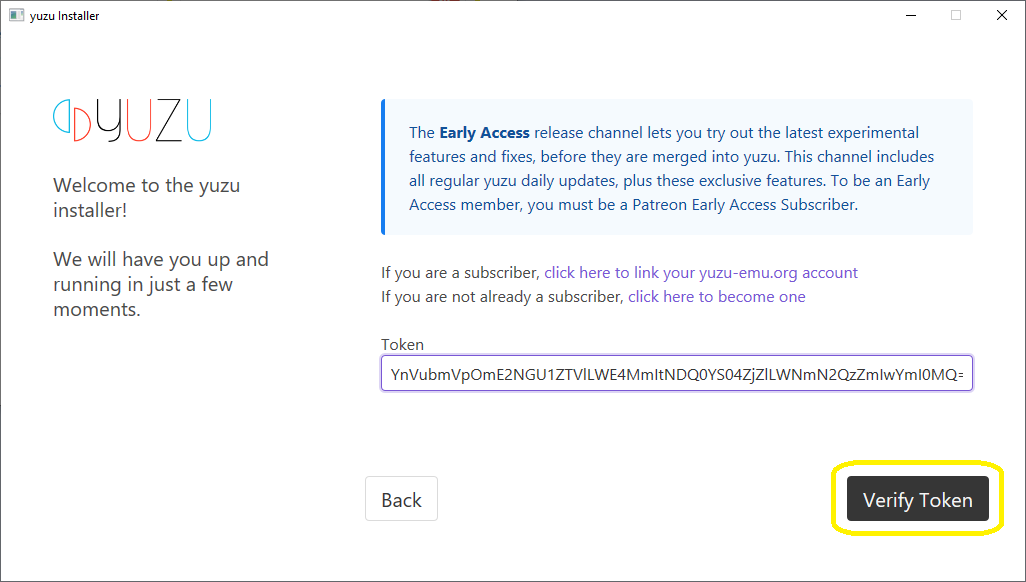 yuzu Installer
yuzu
Welcome to the yuzu
installer!
We will have you up and
running in just a few
moments.
The Early Access release channel lets you try out the latest experimental
features and fixes, before they are merged into yuzu. This channel includes
all regular yuzu daily updates, plus these exclusive features. To be an Early
Access member, you must be a Patreon Early Access Subscriber.
If you are a subscriber, click here to link your yuzu-emu.org account
If you are not already a subscriber, click here to become one
Token
YnVubmVpOmE2NGU1ZTVlLWE4MmItNDQ0YS04ZjZlLWNmN2QzZmIwYmI0MQ=
Back
Verify Token